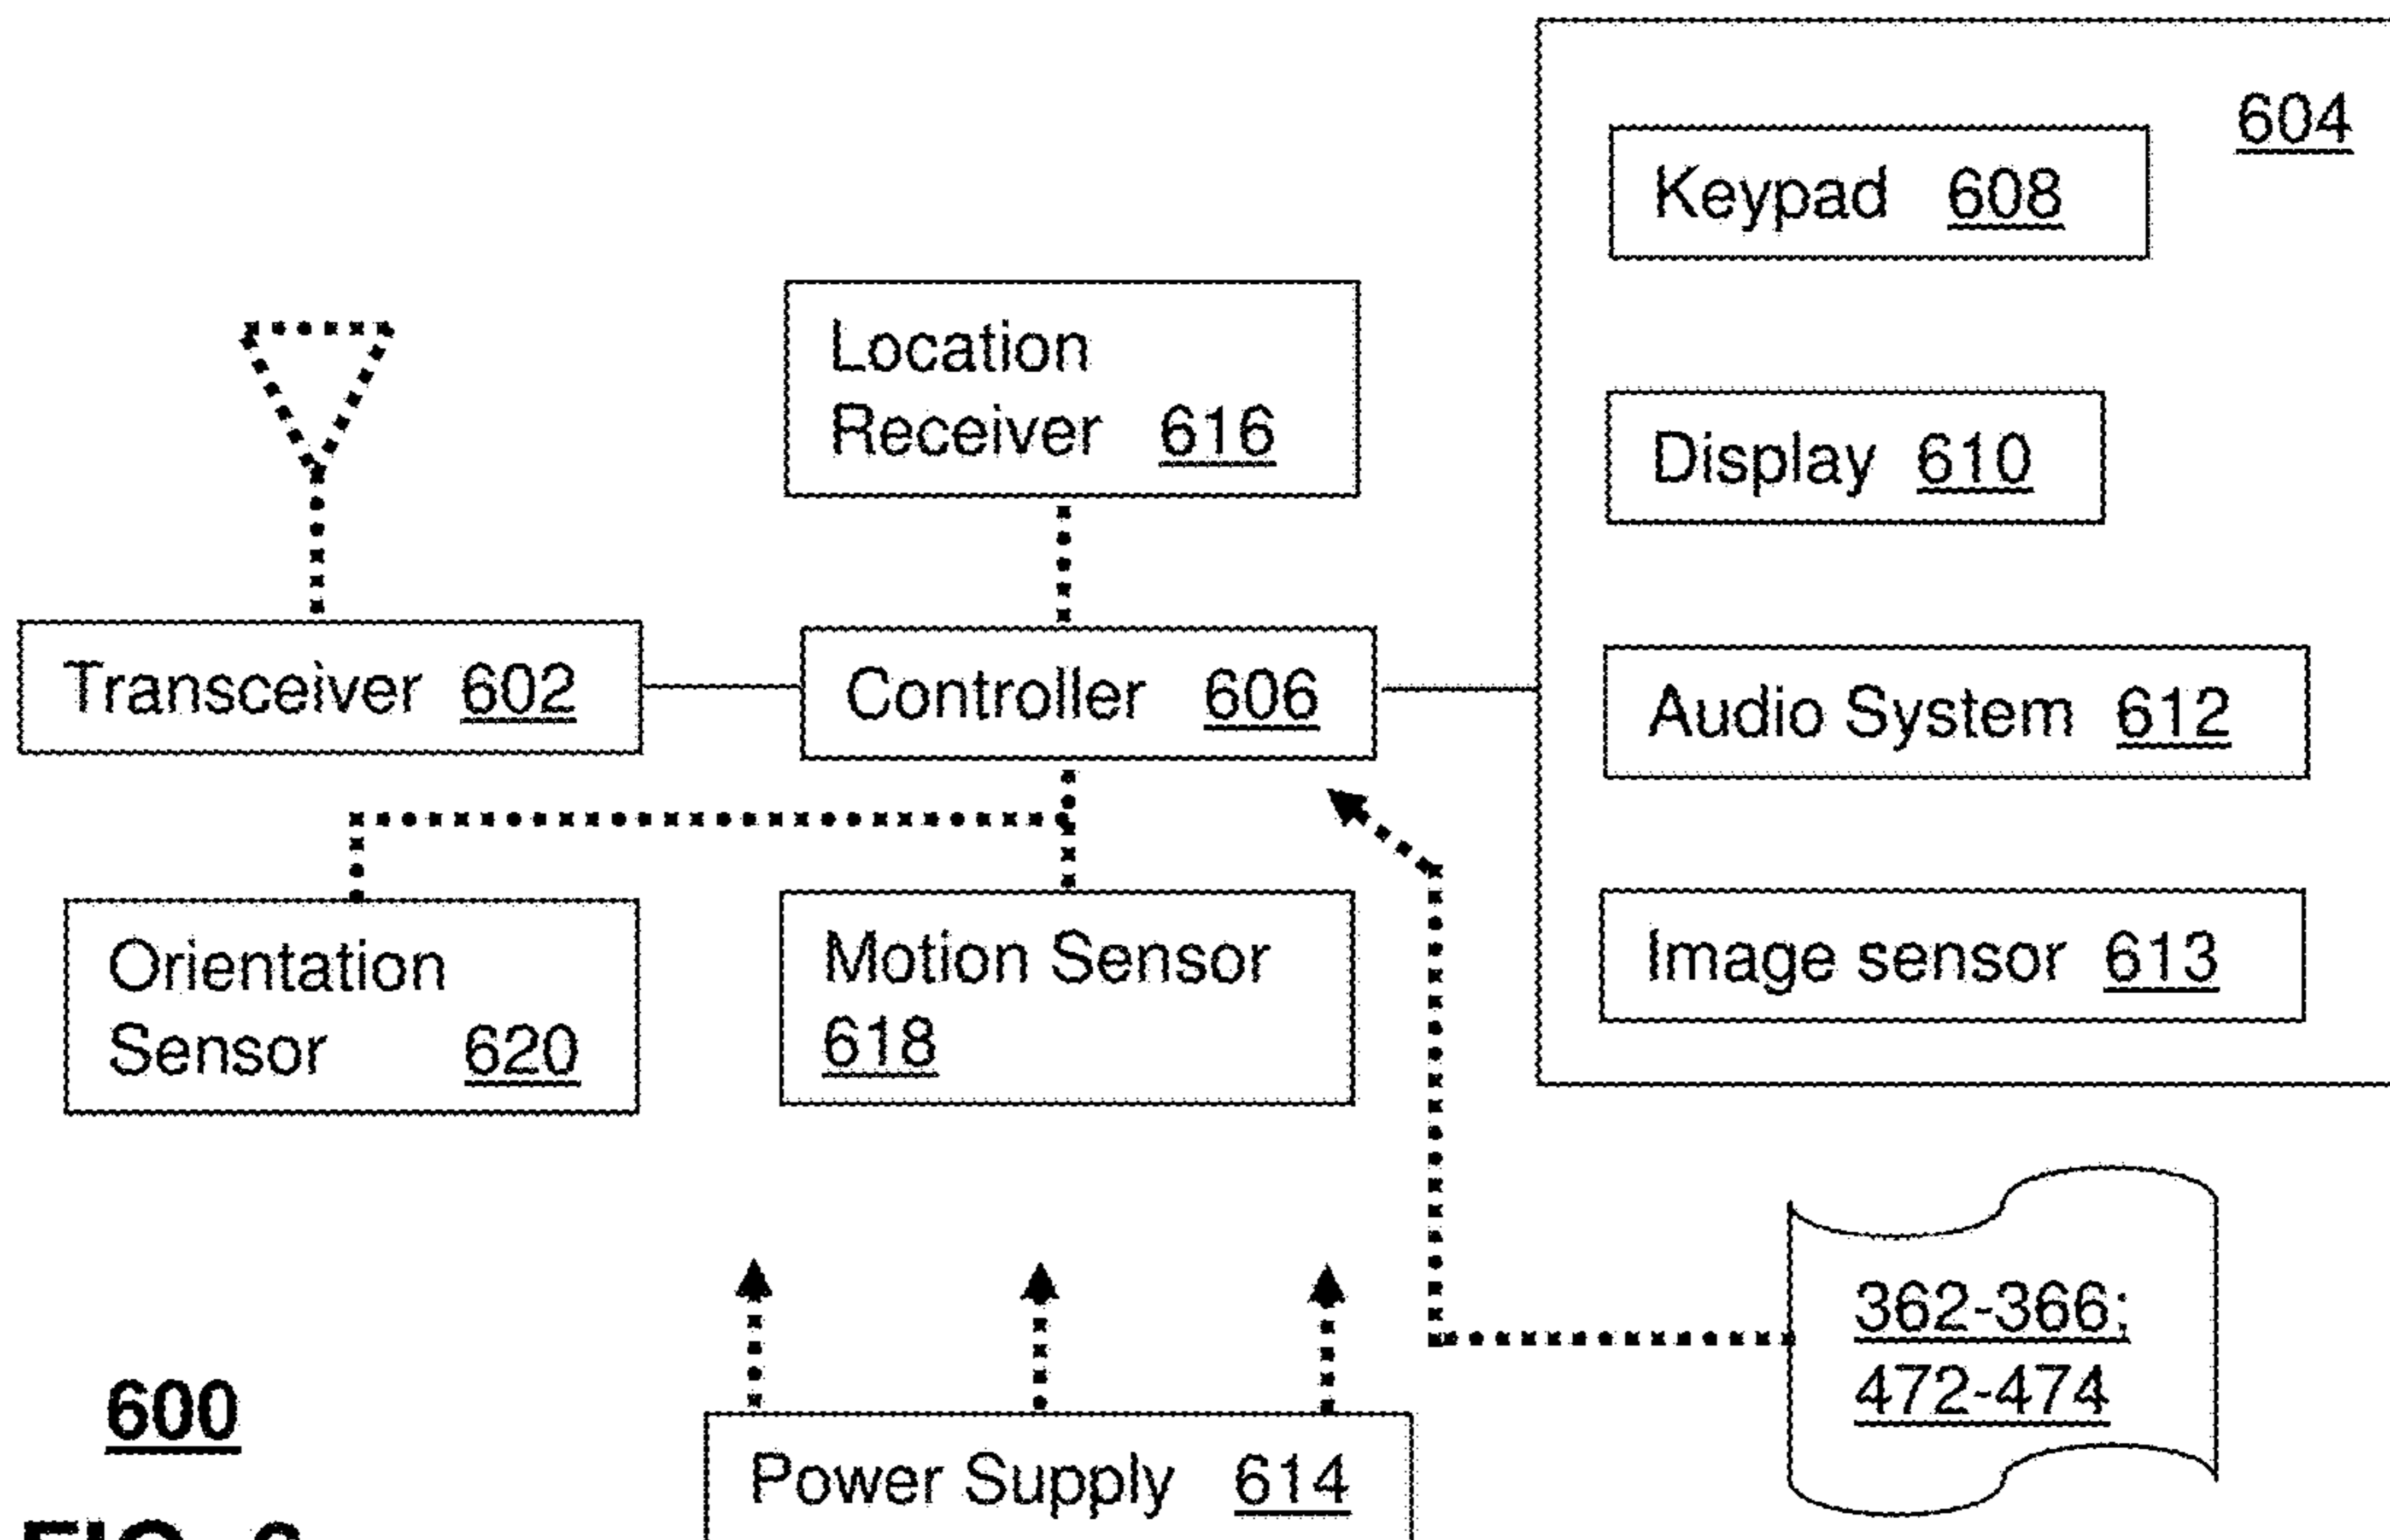 604
Keypad 608
Location
Receiver 616
Display 610
Transceiver 602
Controller 606
Audio System 612
Orientation
Sensor 620
Motion Sensor
618
Image sensor 613
362-366;
472-474
600
Power Supply 614